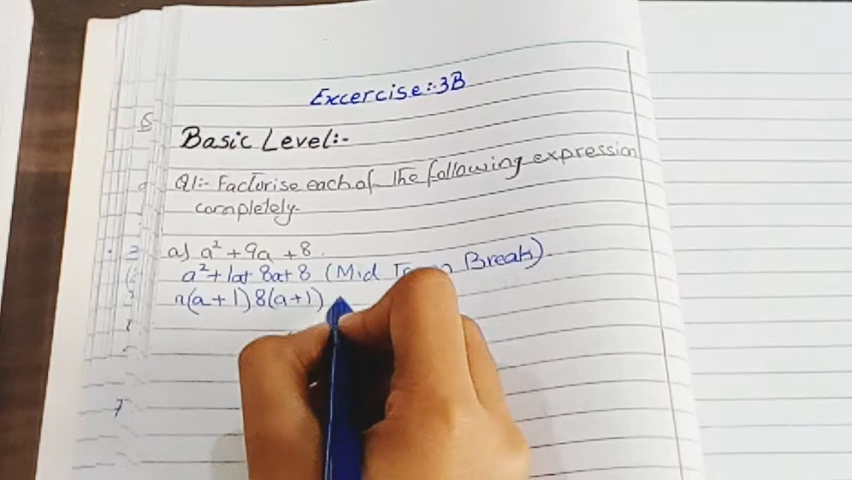 Excercise:-3B
Basic Level:-
Q1:- Factorise each of the following expression
completely.
a) a² + 9a + 8.
a² + 1a + 8a + 8 (Mid Breah)
a(a+1) 8(a+1)